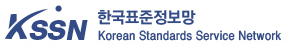 KSSN 한국표준정보망
Korean Standards Service Network